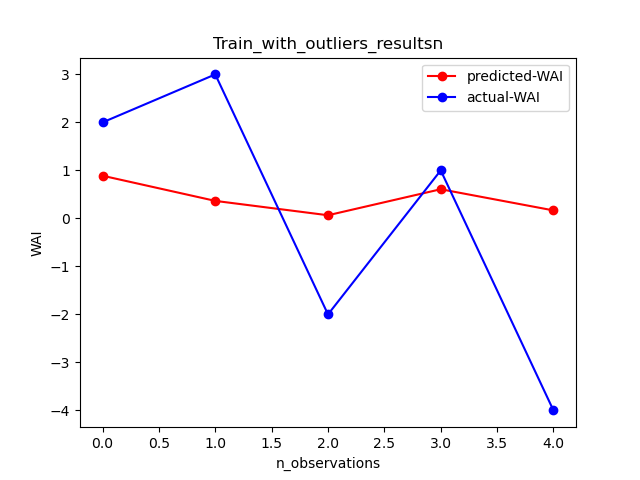 Train_with_outliers_resultsn
predicted-WAI
actual-WAI
3
2
1
0
−1
−2
−3
−4
WAI
0.0 0.5 1.0 1.5 2.0 2.5 3.0 3.5 4.0
n_observations